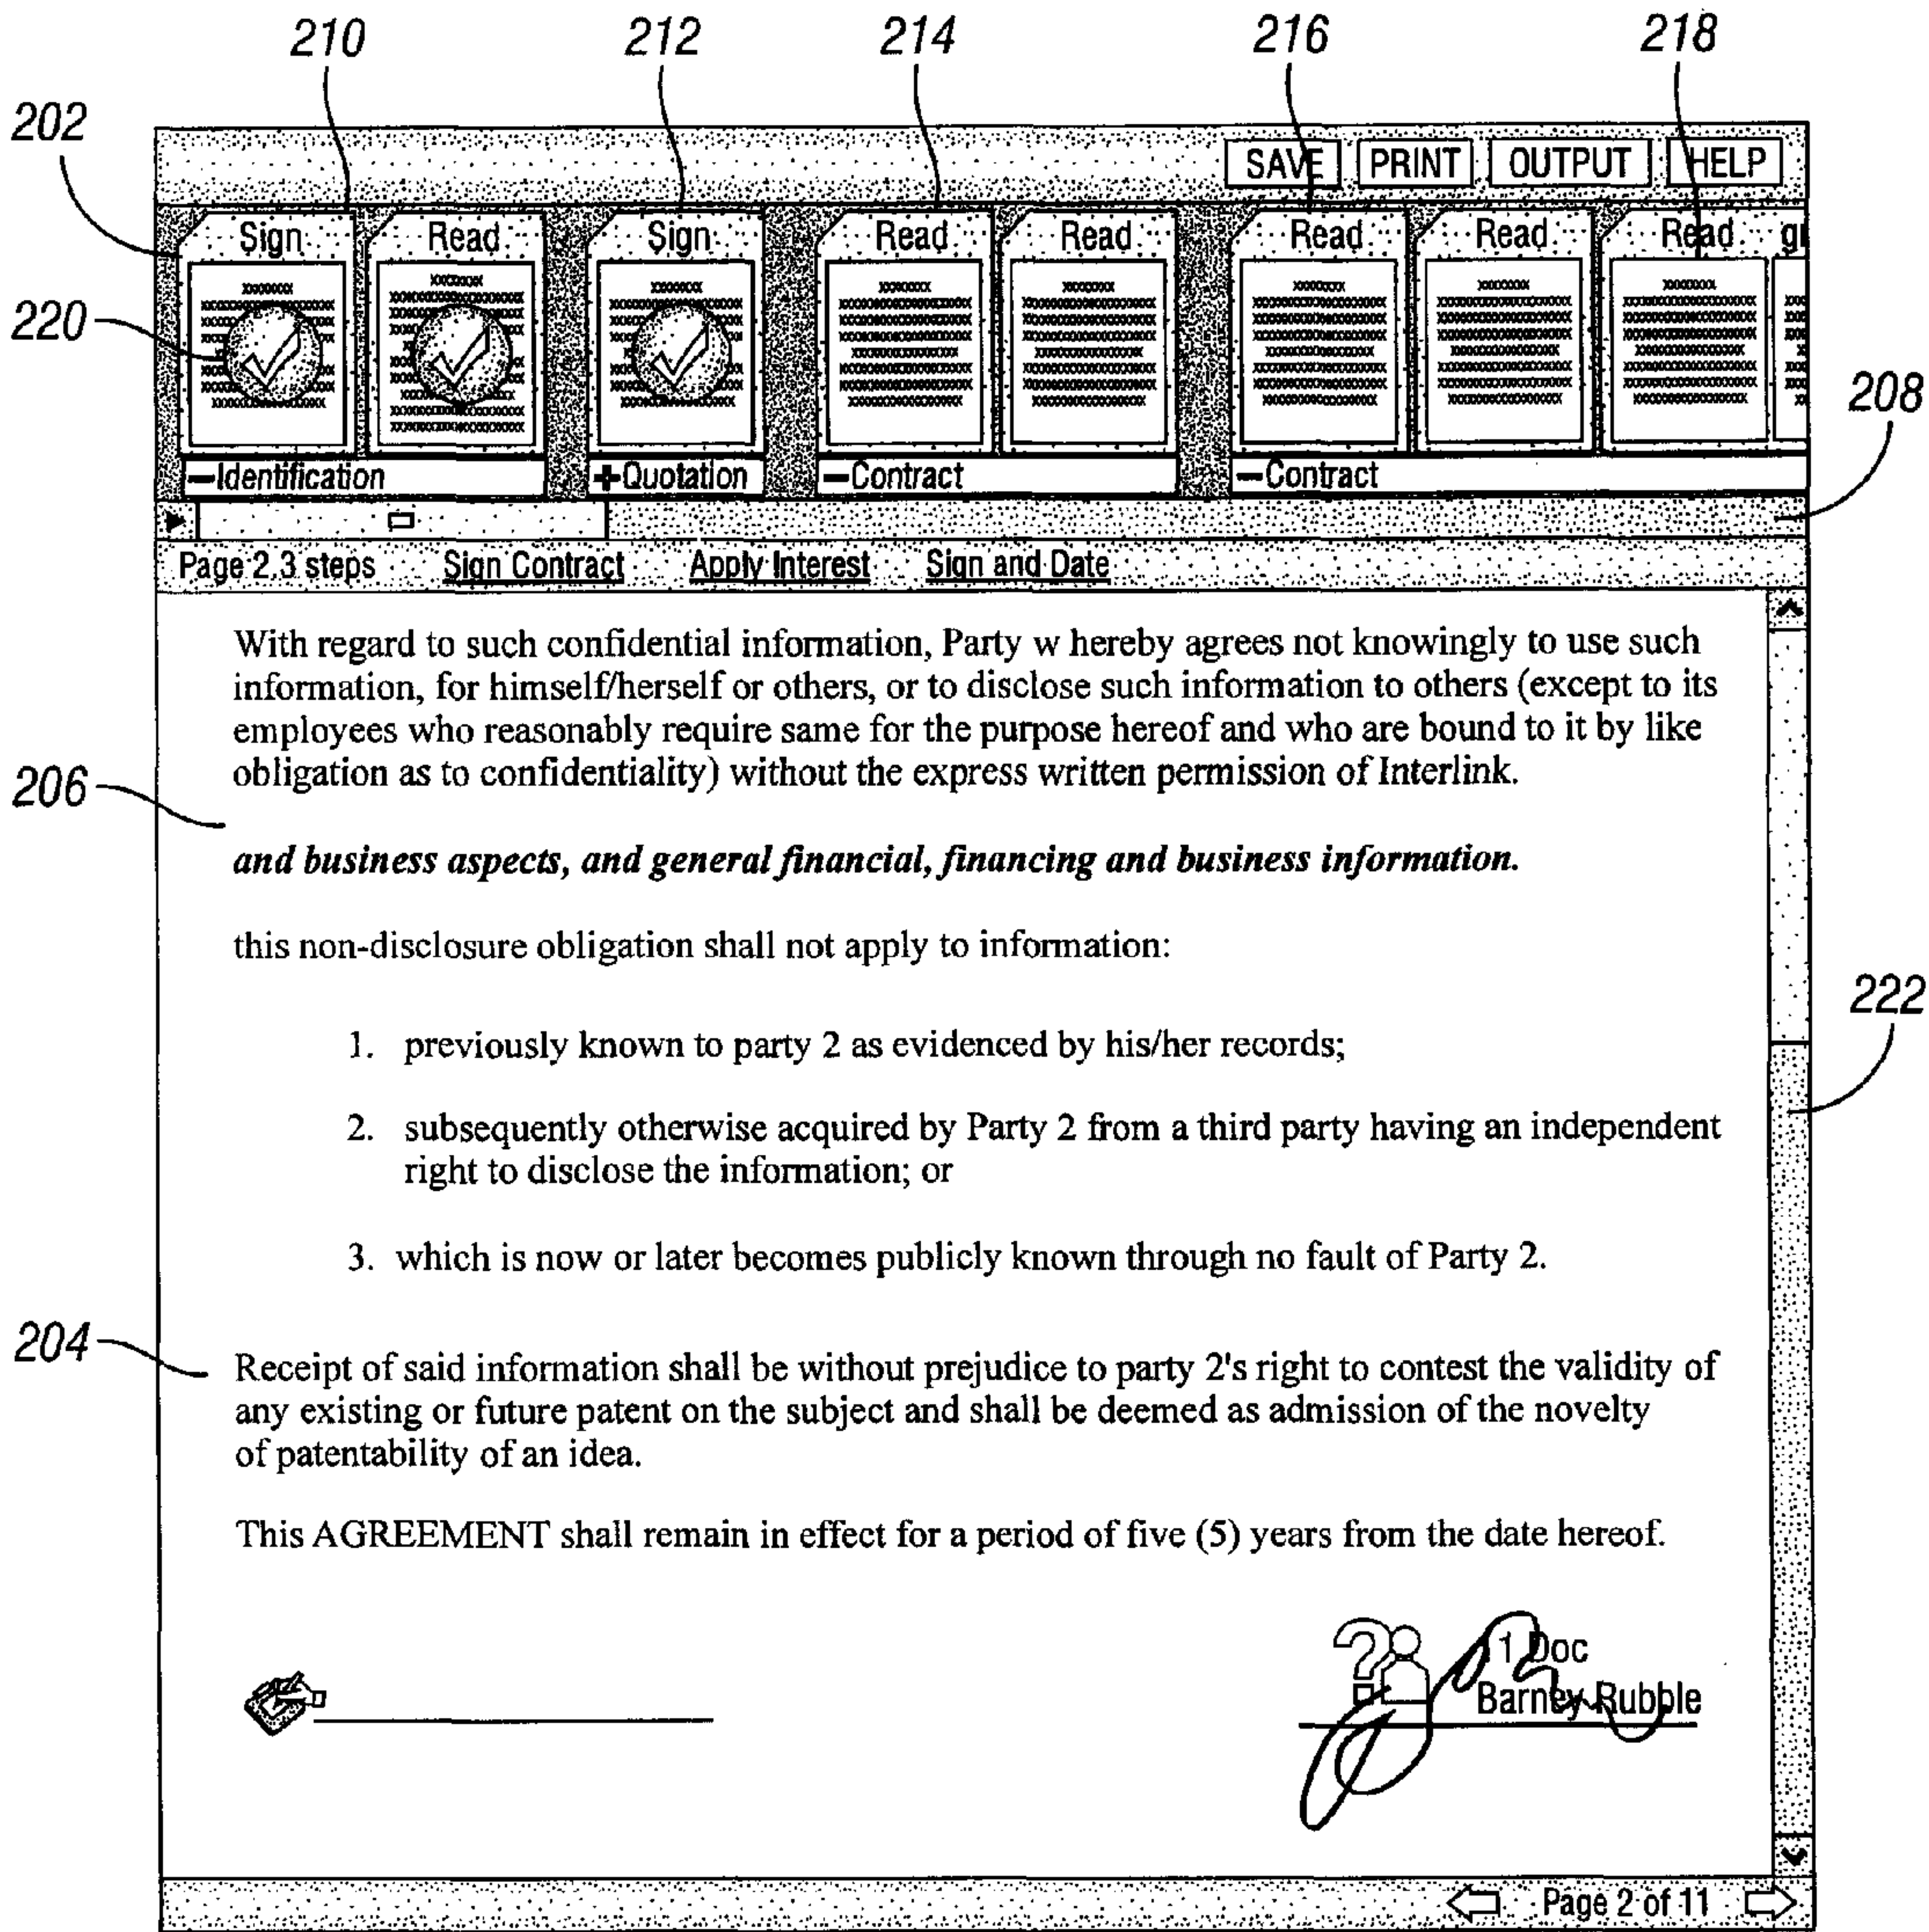 210 212 214 216 218
202
SAVE PRINT OUTPUT HELP
Sign Read Sign Read Read Read Read Read
220
208
−Identification +Quotation −Contract −Contract
Page 2,3 steps Sign Contract Apply Interest Sign and Date
With regard to such confidential information, Party w hereby agrees not knowingly to use such
information, for himself/herself or others, or to disclose such information to others (except to its
employees who reasonably require same for the purpose hereof and who are bound to it by like
obligation as to confidentiality) without the express written permission of Interlink.
206
and business aspects, and general financial, financing and business information.
this non-disclosure obligation shall not apply to information:
222
1. previously known to party 2 as evidenced by his/her records;
2. subsequently otherwise acquired by Party 2 from a third party having an independent
right to disclose the information; or
3. which is now or later becomes publicly known through no fault of Party 2.
204
Receipt of said information shall be without prejudice to party 2's right to contest the validity of
any existing or future patent on the subject and shall be deemed as admission of the novelty
of patentability of an idea.
This AGREEMENT shall remain in effect for a period of five (5) years from the date hereof.
1 Doc
Barney Rubble
Page 2 of 11